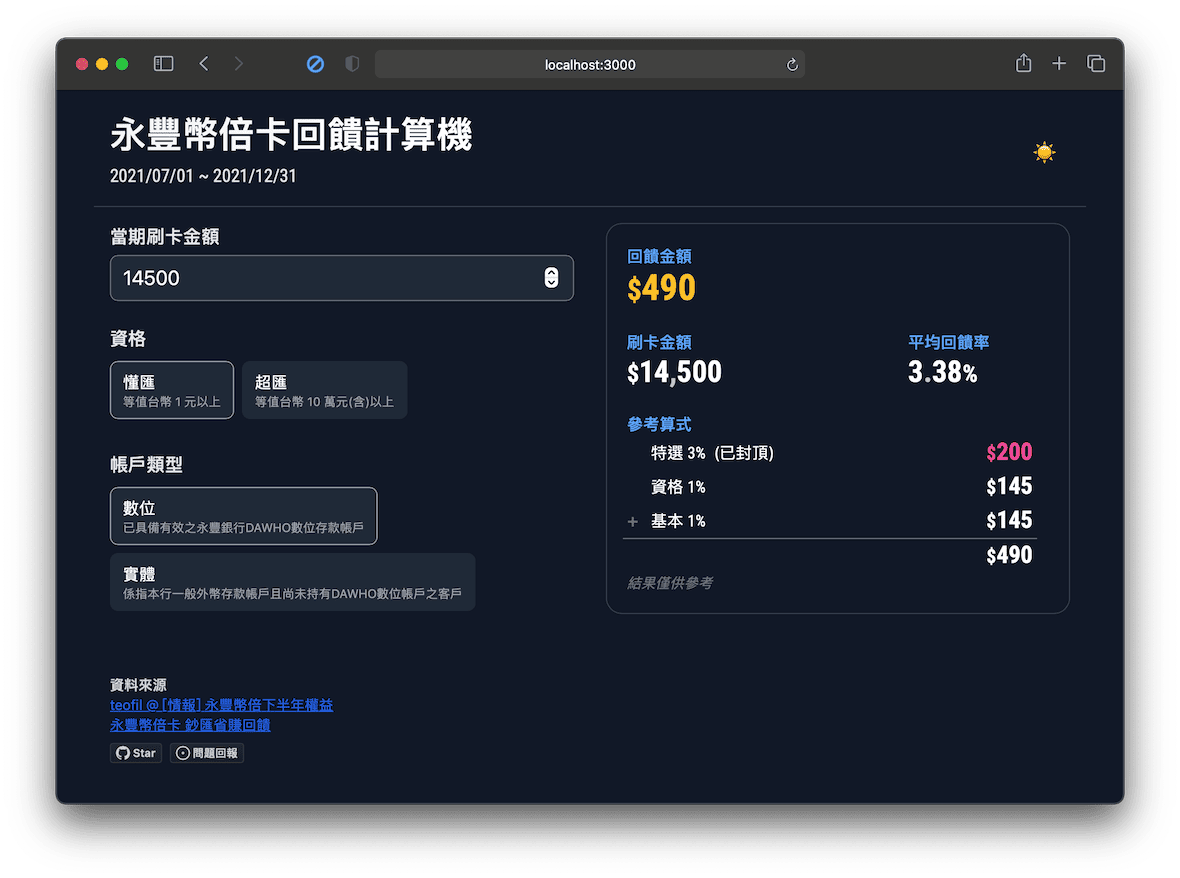 localhost:3000
永豐幣倍卡回饋計算機
2021/07/01 ~ 2021/12/31
當期刷卡金額
14500
資格
懂匯
等值台幣 1 元以上
超匯
等值台幣 10 萬元(含)以上
帳戶類型
數位
已具備有效之永豐銀行DAWHO數位存款帳戶
實體
係指本行一般外幣存款帳戶且尚未持有DAWHO數位帳戶之客戶
回饋金額
$490
刷卡金額
$14,500
平均回饋率
3.38%
參考算式
特選 3% (已封頂) $200
資格 1% $145
+ 基本 1% $145
$490
結果僅供參考
資料來源
teofil @ [情報] 永豐幣倍下半年權益
永豐幣倍卡 鈔匯省賺回饋
Star
問題回報